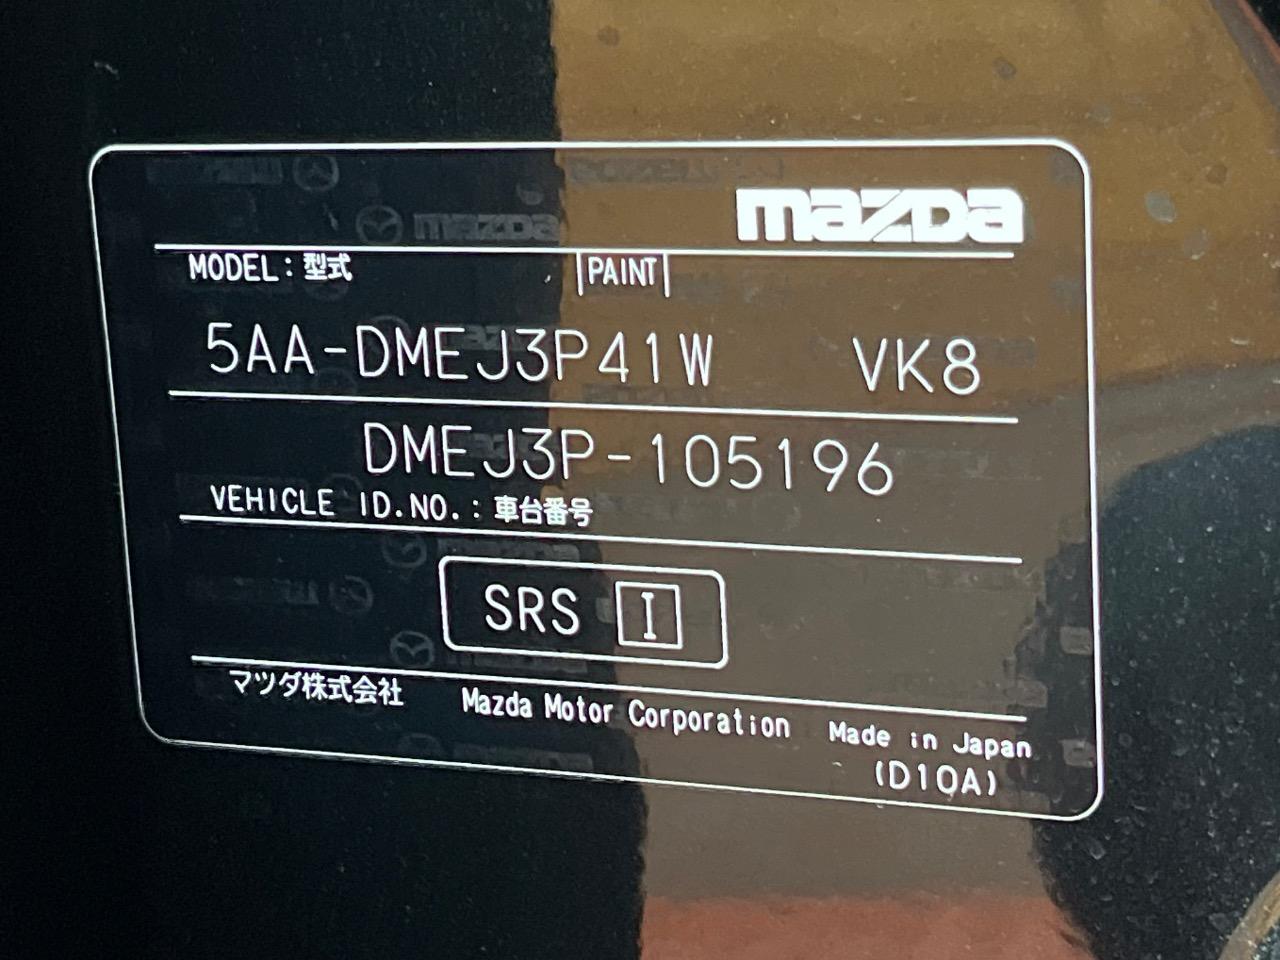 mazda
MODEL : 型式 PAINT
5AA-DMEJ3P41W VK8
DMEJ3P-105196
VEHICLE ID.NO. : 車台番号
SRS I
マツダ株式会社 Mazda Motor Corporation Made in Japan
(D10A)